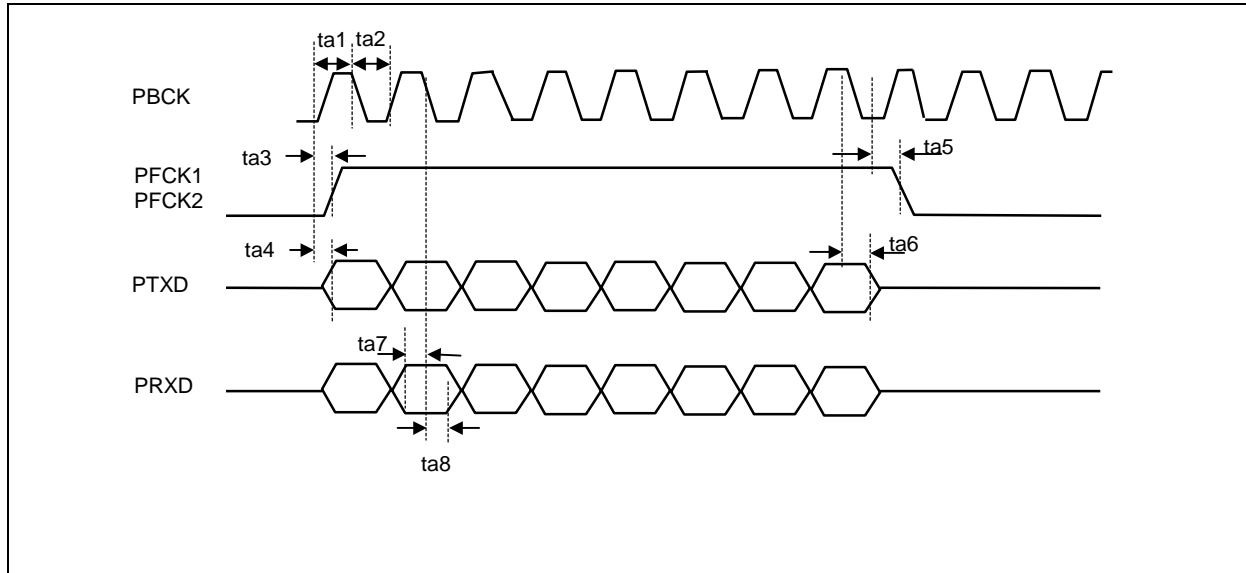 ta1 ta2
PBCK
ta3
ta5
PFCK1
PFCK2
ta4
ta6
PTXD
ta7
PRXD
ta8